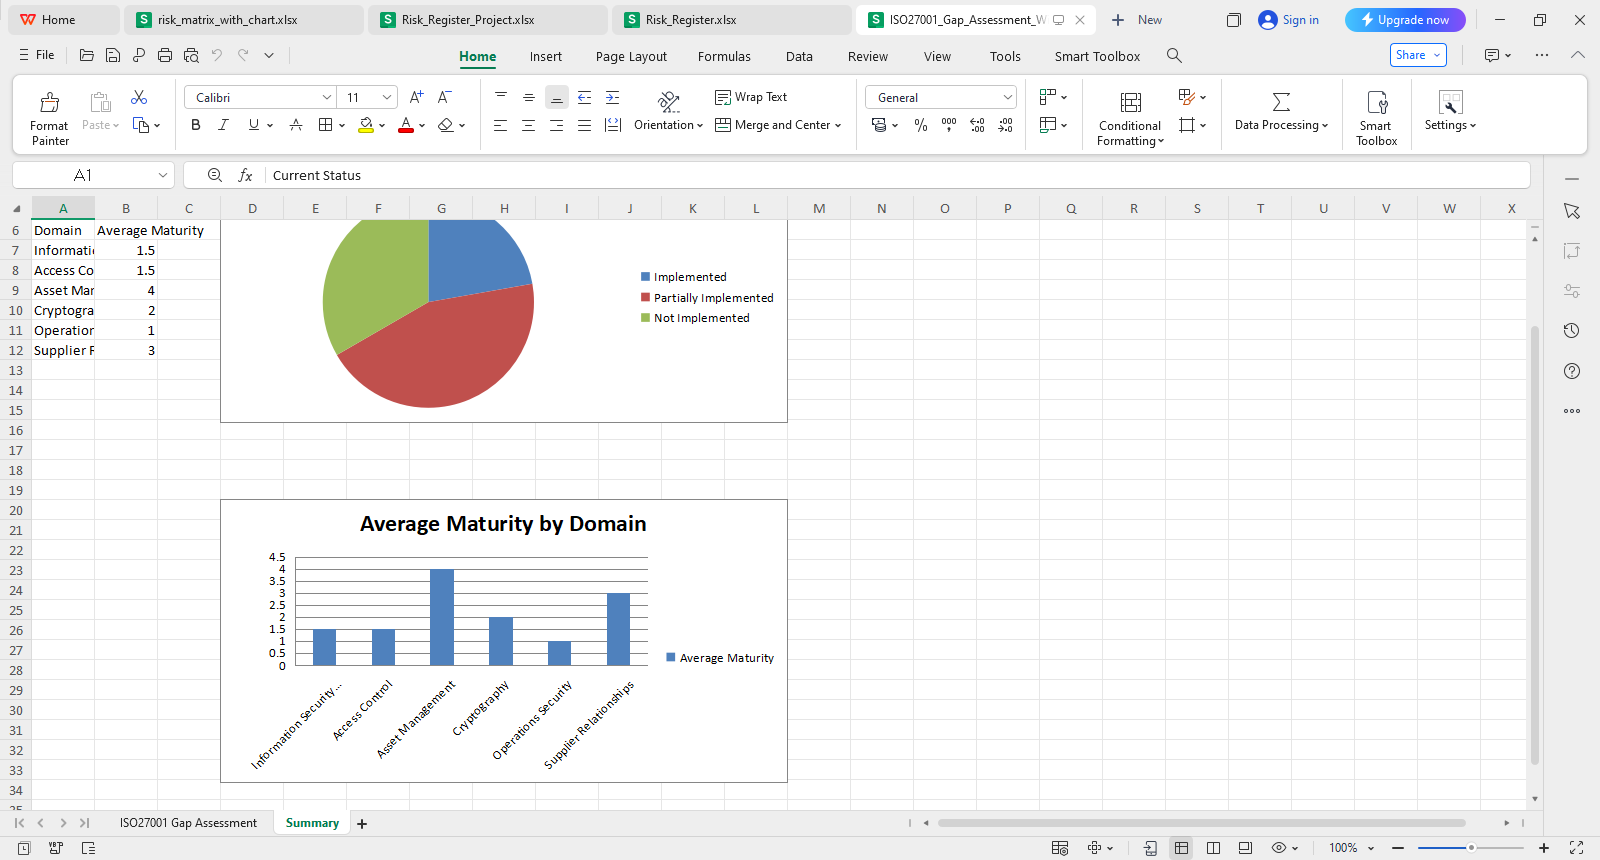 Home
risk_matrix_with_chart.xlsx
Risk_Register_Project.xlsx
Risk_Register.xlsx
ISO27001_Gap_Assessment_W
New
Sign in
Upgrade now
File
Home
Insert
Page Layout
Formulas
Data
Review
View
Tools
Smart Toolbox
Share
Format Painter
Paste
Calibri
11
Wrap Text
Orientation
Merge and Center
General
Conditional Formatting
Data Processing
Smart Toolbox
Settings
A1
fx
Current Status
A B C D E F G H I J K L M N O P Q R S T U V W X
6 Domain Average Maturity
7 Informati 1.5
8 Access Co 1.5
9 Asset Mar 4
10 Cryptogra 2
11 Operation 1
12 Supplier R 3
13
14
15
16
17
18
19
20
21
22
23
24
25
26
27
28
29
30
31
32
33
34
25
Implemented
Partially Implemented
Not Implemented
Average Maturity by Domain
4.5
4
3.5
3
2.5
2
1.5
1
0.5
0
Average Maturity
Information Security...
Access Control
Asset Management
Cryptography
Operations Security
Supplier Relationships
ISO27001 Gap Assessment
Summary
100%